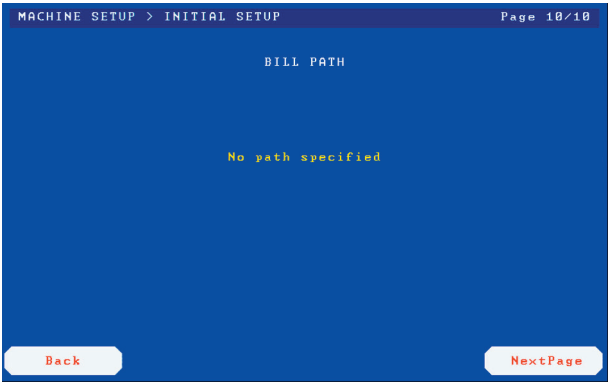 MACHINE SETUP > INITIAL SETUP Page 10/10
BILL PATH
No path specified
Back NextPage